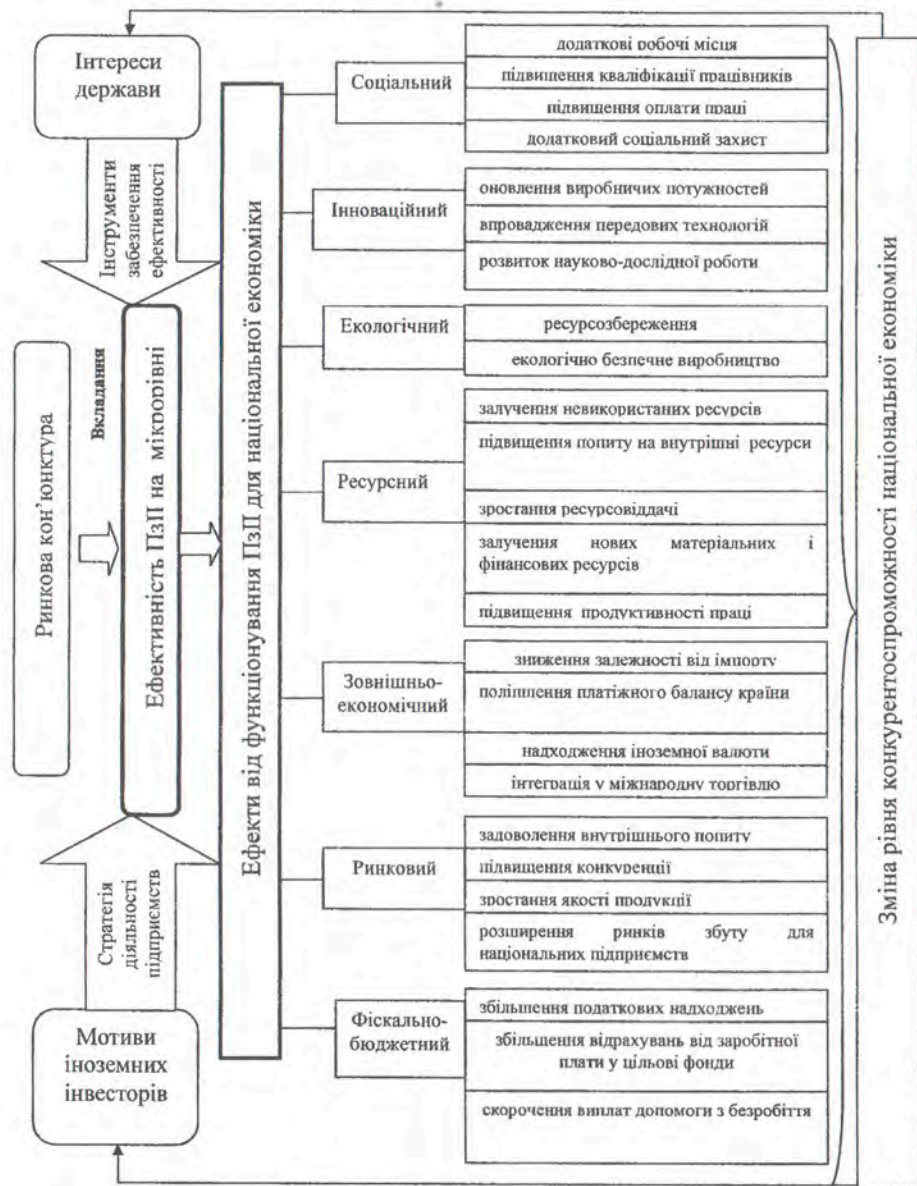 Інтереси
держави
Інструменти
забезпечення
ефективності
Ринкова кон'юнктура
Вкладання
Ефективність ПзІІ на мікрорівні
Стратегія
діяльності
підприємств
Мотиви
іноземних
інвесторів
Ефекти від функціонування ПзІІ для національної економіки
Соціальний
додаткові робочі місця
підвищення кваліфікації працівників
підвищення оплати праці
додатковий соціальний захист
Інноваційний
оновлення виробничих потужностей
впровадження передових технологій
розвиток науково-дослідної роботи
Екологічний
ресурсозбереження
екологічно безпечне виробництво
Ресурсний
залучення невикористаних ресурсів
підвищення попиту на внутрішні ресурси
зростання ресурсовіддачі
залучення нових матеріальних і
фінансових ресурсів
підвищення продуктивності праці
Зовнішньо-
економічний
зниження залежності від імпорту
поліпшення платіжного балансу країни
надходження іноземної валюти
інтеграція у міжнародну торгівлю
Ринковий
задоволення внутрішнього попиту
підвищення конкуренції
зростання якості продукції
розширення ринків збуту для
національних підприємств
Фіскально-
бюджетний
збільшення податкових надходжень
збільшення відрахувань від заробітної
плати у цільові фонди
скорочення виплат допомоги з безробіття
Зміна рівня конкурентоспроможності національної економіки